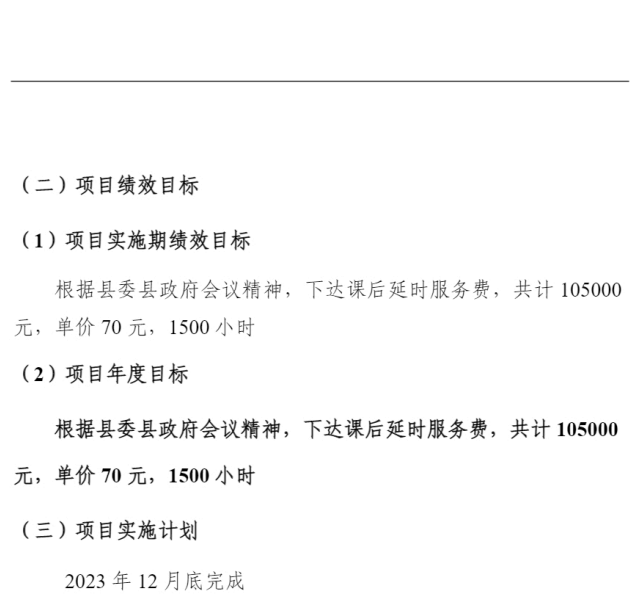 （二）项目绩效目标
（1）项目实施期绩效目标
根据县委县政府会议精神，下达课后延时服务费，共计 105000
元，单价 70 元，1500 小时
（2）项目年度目标
根据县委县政府会议精神，下达课后延时服务费，共计 105000
元，单价 70 元，1500 小时
（三）项目实施计划
2023 年 12 月底完成